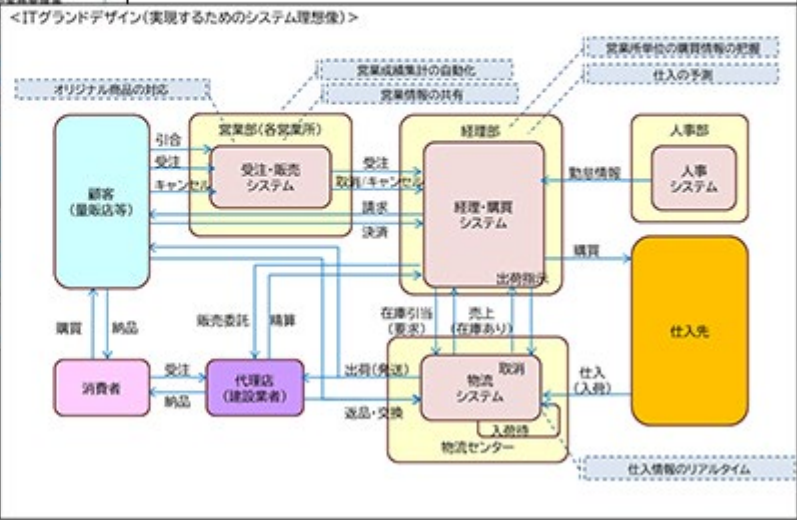 <ITグランドデザイン(実現するためのシステム理想像)>
営業所単位の購買情報の把握
営業成績集計の自動化
仕入の予測
オリジナル商品の対応
営業情報の共有
営業部(各営業所)
経理部
人事部
引合
受注
キャンセル
受注・販売
システム
受注
取消/キャンセル
勤怠情報
人事
システム
顧客
(量販店等)
経理・購買
システム
請求
決済
購買
出荷指示
販売委託
精算
在庫引当
(要求)
売上
(在庫あり)
購買
納品
仕入先
消費者
受注
納品
代理店
(建設業者)
出荷(発送)
返品・交換
取消
物流
システム
仕入
(入荷)
入荷待
物流センター
仕入情報のリアルタイム